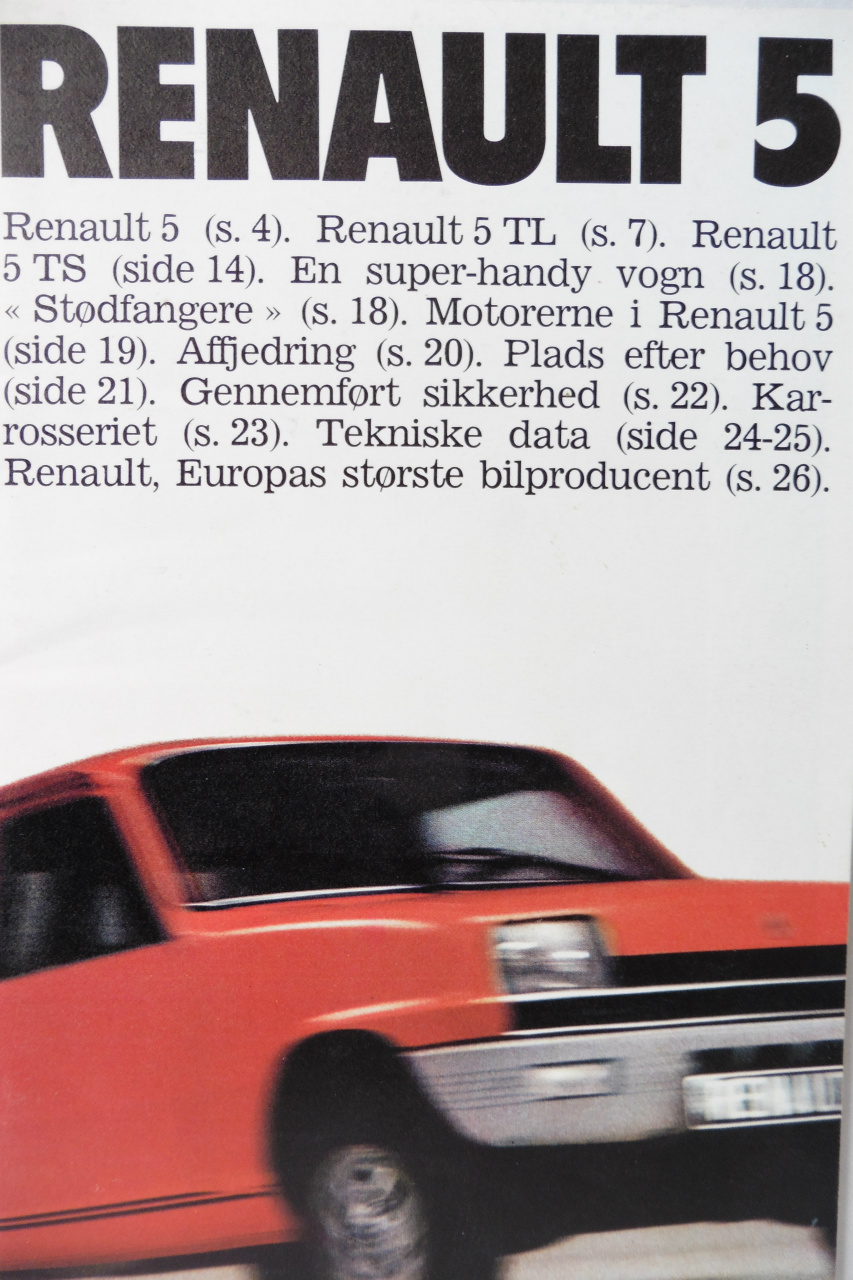 RENAULT 5
Renault 5 (s. 4). Renault 5 TL (s. 7). Renault
5 TS (side 14). En super-handy vogn (s. 18).
« Stødfangere » (s. 18). Motorerne i Renault 5
(side 19). Affjedring (s. 20). Plads efter behov
(side 21). Gennemført sikkerhed (s. 22). Kar-
rosseriet (s. 23). Tekniske data (side 24-25).
Renault, Europas største bilproducent (s. 26).